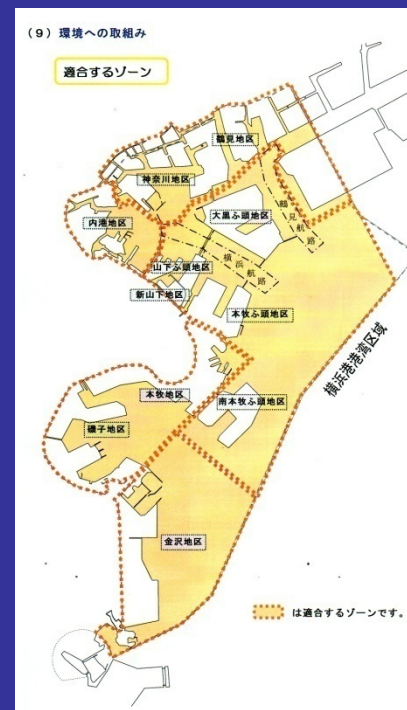 （９）環境への取組み
適合するゾーン
鶴見地区
神奈川地区
鶴見航路
大黒ふ頭地区
内港地区
横浜航路
山下ふ頭地区
新山下地区
本牧ふ頭地区
横浜港港湾区域
本牧地区
南本牧ふ頭地区
磯子地区
金沢地区
は適合するゾーンです。